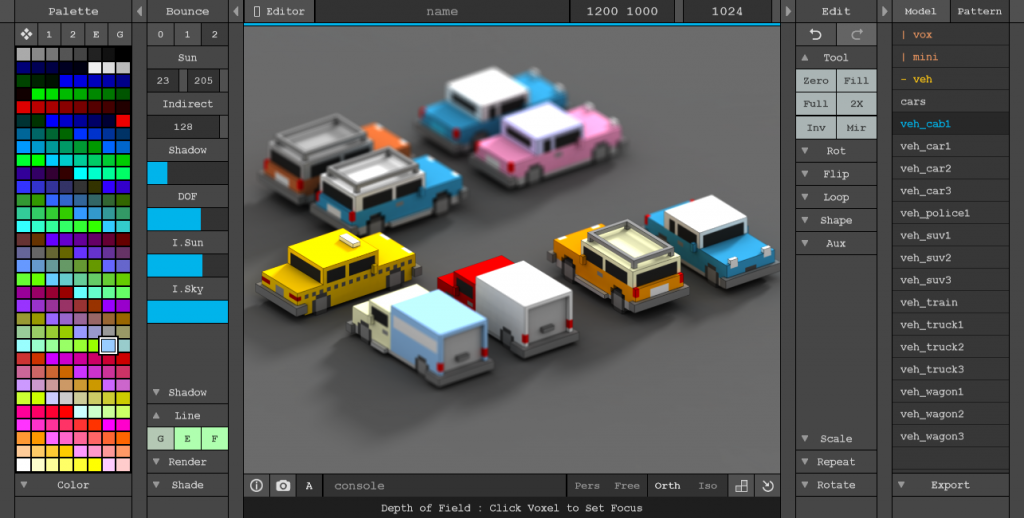 Palette
Bounce
Editor
name
1200 1000
1024
Edit
Model
Pattern
1
2
E
G
0
1
2
Sun
23
205
Indirect
128
Shadow
DOF
I.Sun
I.Sky
Shadow
Line
G
E
F
Render
Shade
Color
Tool
Zero
Fill
Full
2X
Inv
Mir
Rot
Flip
Loop
Shape
Aux
Scale
Repeat
Rotate
| vox
| mini
- veh
cars
veh_cab1
veh_car1
veh_car2
veh_car3
veh_police1
veh_suv1
veh_suv2
veh_suv3
veh_train
veh_truck1
veh_truck2
veh_truck3
veh_wagon1
veh_wagon2
veh_wagon3
Export
A
console
Pers
Free
Orth
Iso
Depth of Field : Click Voxel to Set Focus